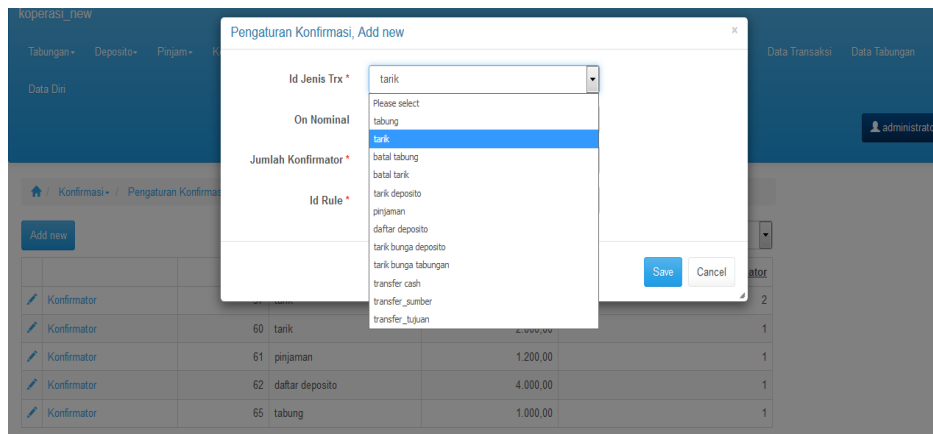 koperasi_new
Tabungan Deposito Pinjam Data Transaksi Data Tabungan
Data Diri
administrato
Pengaturan Konfirmasi, Add new x
Id Jenis Trx * tarik
Please select
On Nominal tabung
tarik
Jumlah Konfirmator * batal tabung
batal tarik
Id Rule * tarik deposito
pinjaman
daftar deposito
tarik bunga deposito
tarik bunga tabungan
transfer cash
transfer_sumber
transfer_tujuan
Save Cancel
/ Konfirmasi / Pengaturan Konfirmas
Add new
ator
Konfirmator 2
Konfirmator 60 tarik 2.000,00 1
Konfirmator 61 pinjaman 1.200,00 1
Konfirmator 62 daftar deposito 4.000,00 1
Konfirmator 65 tabung 1.000,00 1